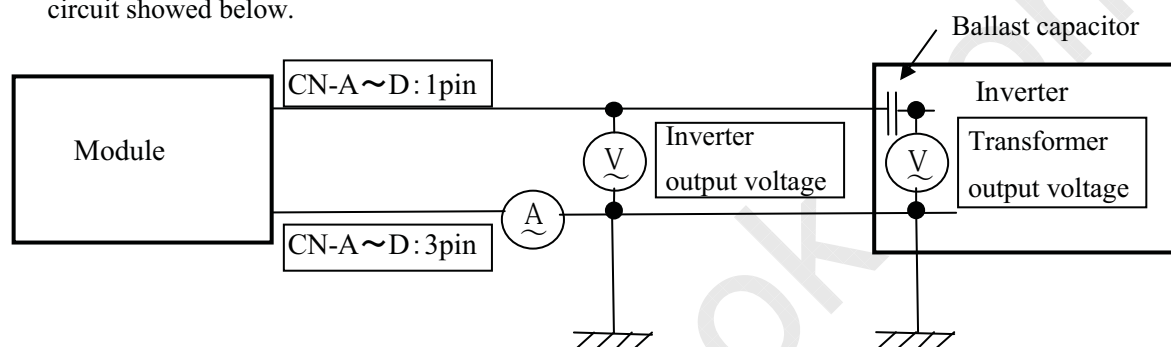 circuit showed below.
Ballast capacitor
CN-A～D:1pin
Inverter
Module
V
Inverter
output voltage
V
Transformer
output voltage
A
CN-A～D:3pin